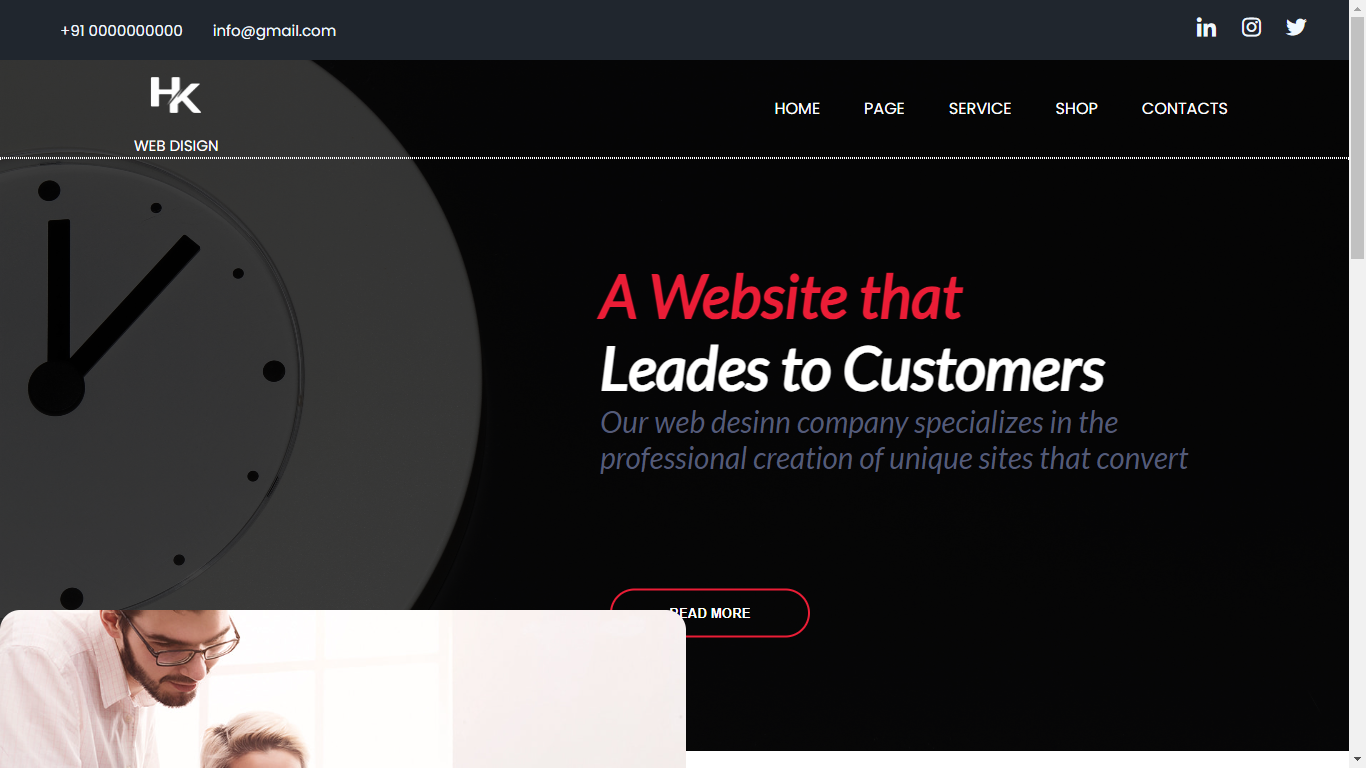 +91 0000000000 info@gmail.com
HK
WEB DISIGN
HOME PAGE SERVICE SHOP CONTACTS
A Website that
Leades to Customers
Our web desinn company specializes in the
professional creation of unique sites that convert
READ MORE